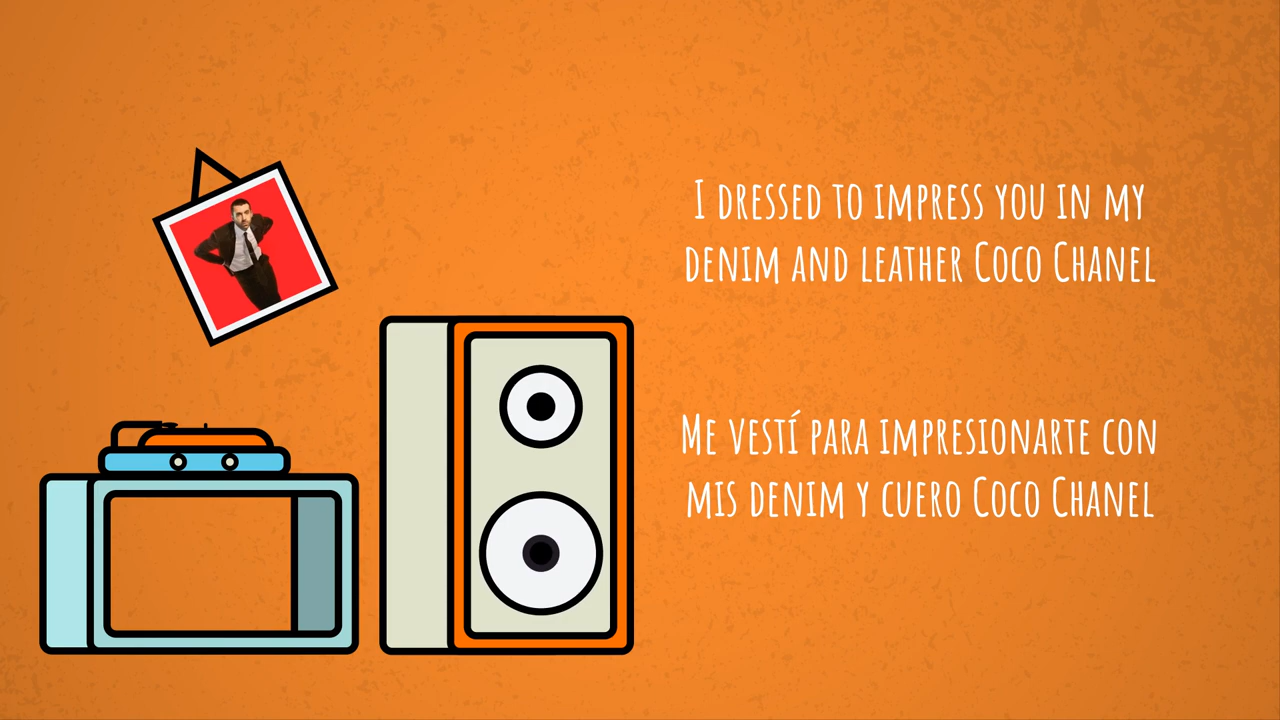 I dressed to impress you in my
denim and leather Coco Chanel
Me vestí para impresionarte con
mis denim y cuero Coco Chanel